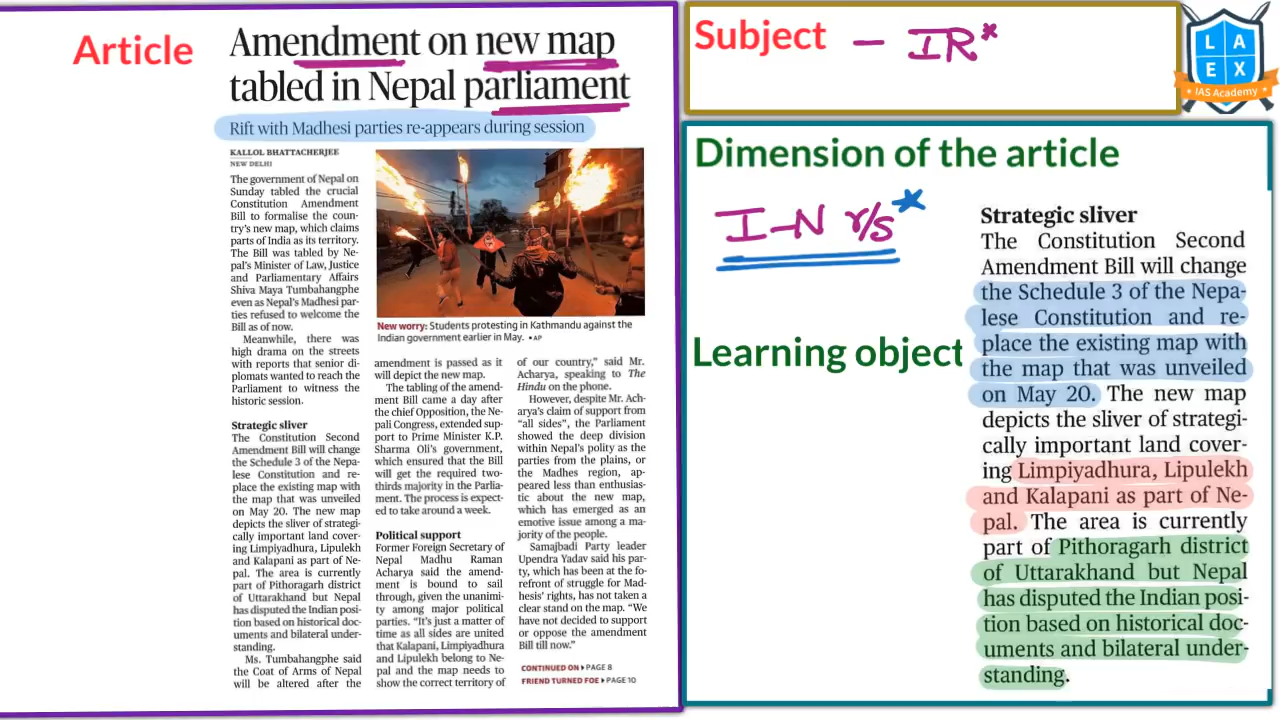 Article
Amendment on new map
tabled in Nepal parliament
Rift with Madhesi parties re-appears during session
KALLOL BHATTACHERJEE
NEW DELHI
The government of Nepal on
Sunday tabled the crucial
Constitution Amendment
Bill to formalise the coun-
try's new map, which claims
parts of India as its territory.
The Bill was tabled by Ne-
pal's Minister of Law, Justice
and Parliamentary Affairs
Shiva Maya Tumbahangphe
even as Nepal's Madhesi par-
ties refused to welcome the
Bill as of now.
Meanwhile, there was
high drama on the streets
with reports that senior di-
plomats wanted to reach the
Parliament to witness the
historic session.
Strategic sliver
The Constitution Second
Amendment Bill will change
the Schedule 3 of the Nepa-
lese Constitution and re-
place the existing map with
the map that was unveiled
on May 20. The new map
depicts the sliver of strategi-
cally important land cover-
ing Limpiyadhura, Lipulekh
and Kalapani as part of Ne-
pal. The area is currently
part of Pithoragarh district
of Uttarakhand but Nepal
has disputed the Indian posi-
tion based on historical doc-
uments and bilateral under-
standing.
Ms. Tumbahangphe said
the Coat of Arms of Nepal
will be altered after the
New worry: Students protesting in Kathmandu against the
Indian government earlier in May. • AP
amendment is passed as it
will depict the new map.
The tabling of the amend-
ment Bill came a day after
the chief Opposition, the Ne-
pali Congress, extended sup-
port to Prime Minister K.P.
Sharma Oli's government,
which ensured that the Bill
will get the required two-
thirds majority in the Parlia-
ment. The process is expect-
ed to take around a week.
Political support
Former Foreign Secretary of
Nepal Madhu Raman
Acharya said the amend-
ment is bound to sail
through, given the unanimi-
ty among major political
parties. "It's just a matter of
time as all sides are united
that Kalapani, Limpiyadhura
and Lipulekh belong to Ne-
pal and the map needs to
show the correct territory of
of our country," said Mr.
Acharya, speaking to The
Hindu on the phone.
However, despite Mr. Ach-
arya's claim of support from
"all sides", the Parliament
showed the deep division
within Nepal's polity as the
parties from the plains, or
the Madhes region, ap-
peared less than enthusias-
tic about the new map,
which has emerged as an
emotive issue among a ma-
jority of the people.
Samajbadi Party leader
Upendra Yadav said his par-
ty, which has been at the fo-
refront of struggle for Mad-
hesis' rights, has not taken a
clear stand on the map. "We
have not decided to support
or oppose the amendment
Bill till now."
CONTINUED ON ▸ PAGE 8
FRIEND TURNED FOE ▸ PAGE 10
Subject - IR*
L A
E X
IAS Academy
Dimension of the article
I-N r/s*
Learning object
Strategic sliver
The Constitution Second
Amendment Bill will change
the Schedule 3 of the Nepa-
lese Constitution and re-
place the existing map with
the map that was unveiled
on May 20. The new map
depicts the sliver of strategi-
cally important land cover-
ing Limpiyadhura, Lipulekh
and Kalapani as part of Ne-
pal. The area is currently
part of Pithoragarh district
of Uttarakhand but Nepal
has disputed the Indian posi-
tion based on historical doc-
uments and bilateral under-
standing.